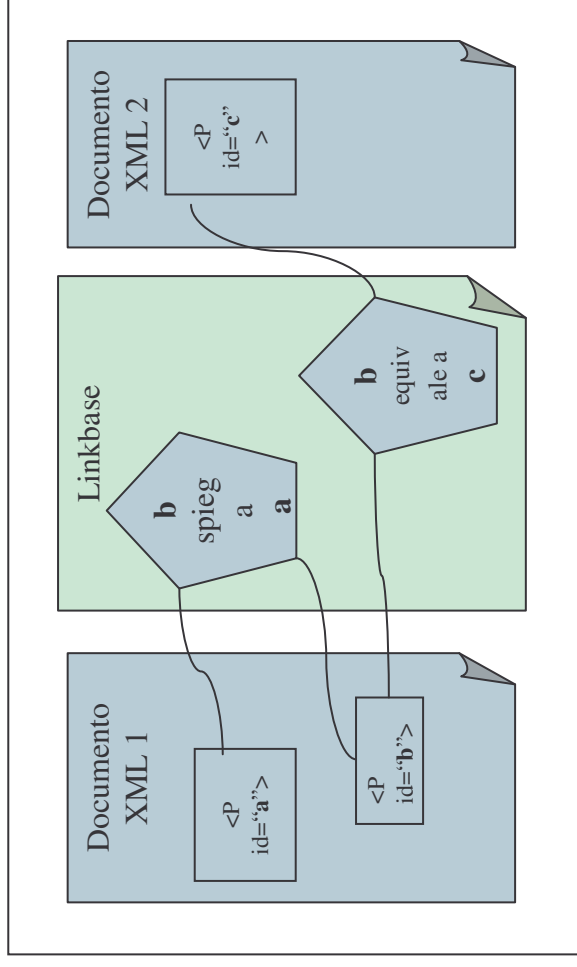 Documento
XML 1
<P
id=“a”>
<P
id=“b”>
Linkbase
b
spieg
a
a
b
equiv
ale a
c
Documento
XML 2
<P
id=“c”
>